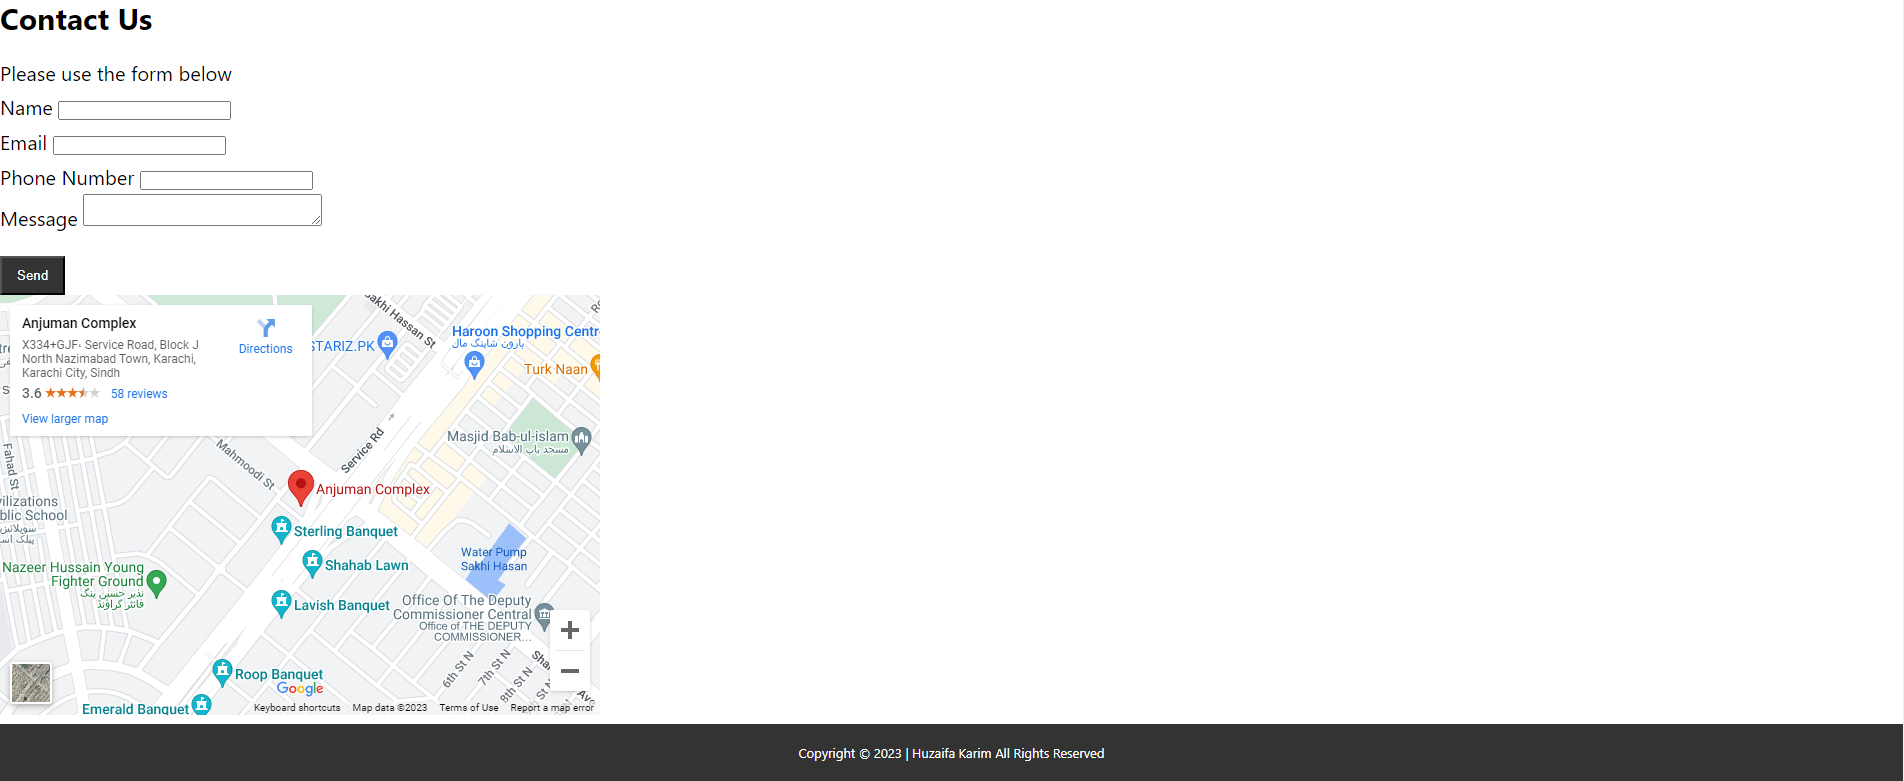 Contact Us
Please use the form below
Name
Email
Phone Number
Message
Send
Anjuman Complex
X334+GJF، Service Road, Block J
North Nazimabad Town, Karachi,
Karachi City, Sindh
3.6
58 reviews
View larger map
Directions
Sakhi Hassan St
STARIZ.PK
Haroon Shopping Centr
ہارون شاپنگ مال
Turk Naan
Masjid Bab-ul-islam
مسجد باب الاسلام
Service Rd
Mahmoodi St
Fahad St
Anjuman Complex
vilizations
blic School
Sterling Banquet
Shahab Lawn
Water Pump
Sakhi Hasan
Nazeer Hussain Young
Fighter Ground
نذیر حسین ینگ
فائٹر گراؤنڈ
Lavish Banquet
Office Of The Deputy
Commissioner Central
Office of THE DEPUTY
COMMISSIONER...
Roop Banquet
6th St N
7th St N
8th St N
Emerald Banquet
Google
Keyboard shortcuts
Map data ©2023
Terms of Use
Report a map error
Copyright © 2023 | Huzaifa Karim All Rights Reserved